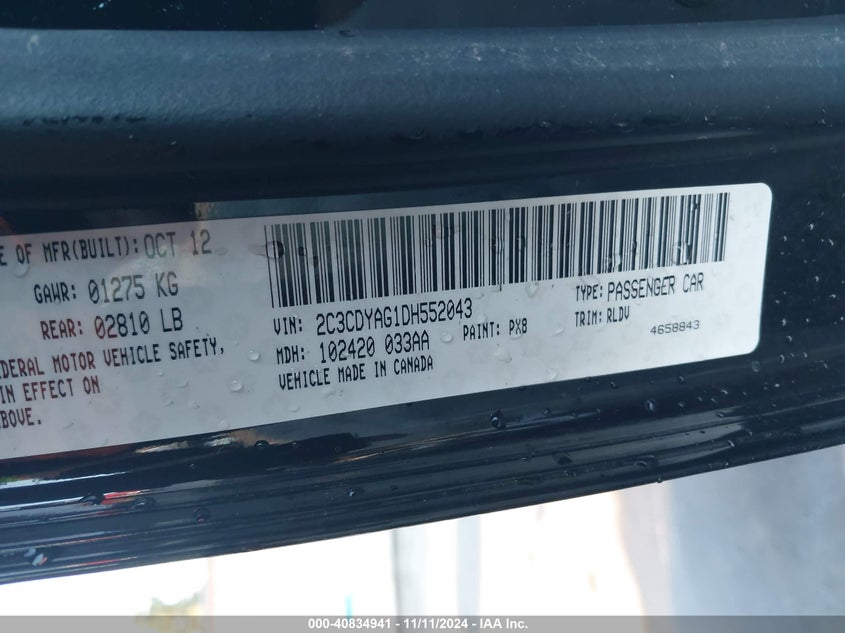 E OF MFR(BUILT): OCT 12
GAWR: 01275 KG
REAR: 02810 LB
EDERAL MOTOR VEHICLE SAFETY,
IN EFFECT ON
ABOVE.
VIN: 2C3CDYAG1DH552043
TYPE: PASSENGER CAR
MDH: 102420 033AA
PAINT: PX8
TRIM: RLDV
VEHICLE MADE IN CANADA
4658843
000-40834941 - 11/11/2024 - IAA, Inc.